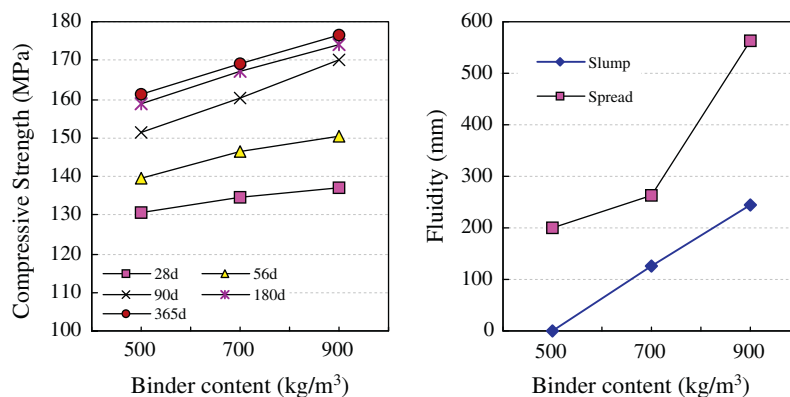 Compressive Strength (MPa)
180
170
160
150
140
130
120
110
100
28d
56d
90d
180d
365d
500
700
900
Binder content (kg/m³)
Fluidity (mm)
600
500
400
300
200
100
0
Slump
Spread
500
700
900
Binder content (kg/m³)